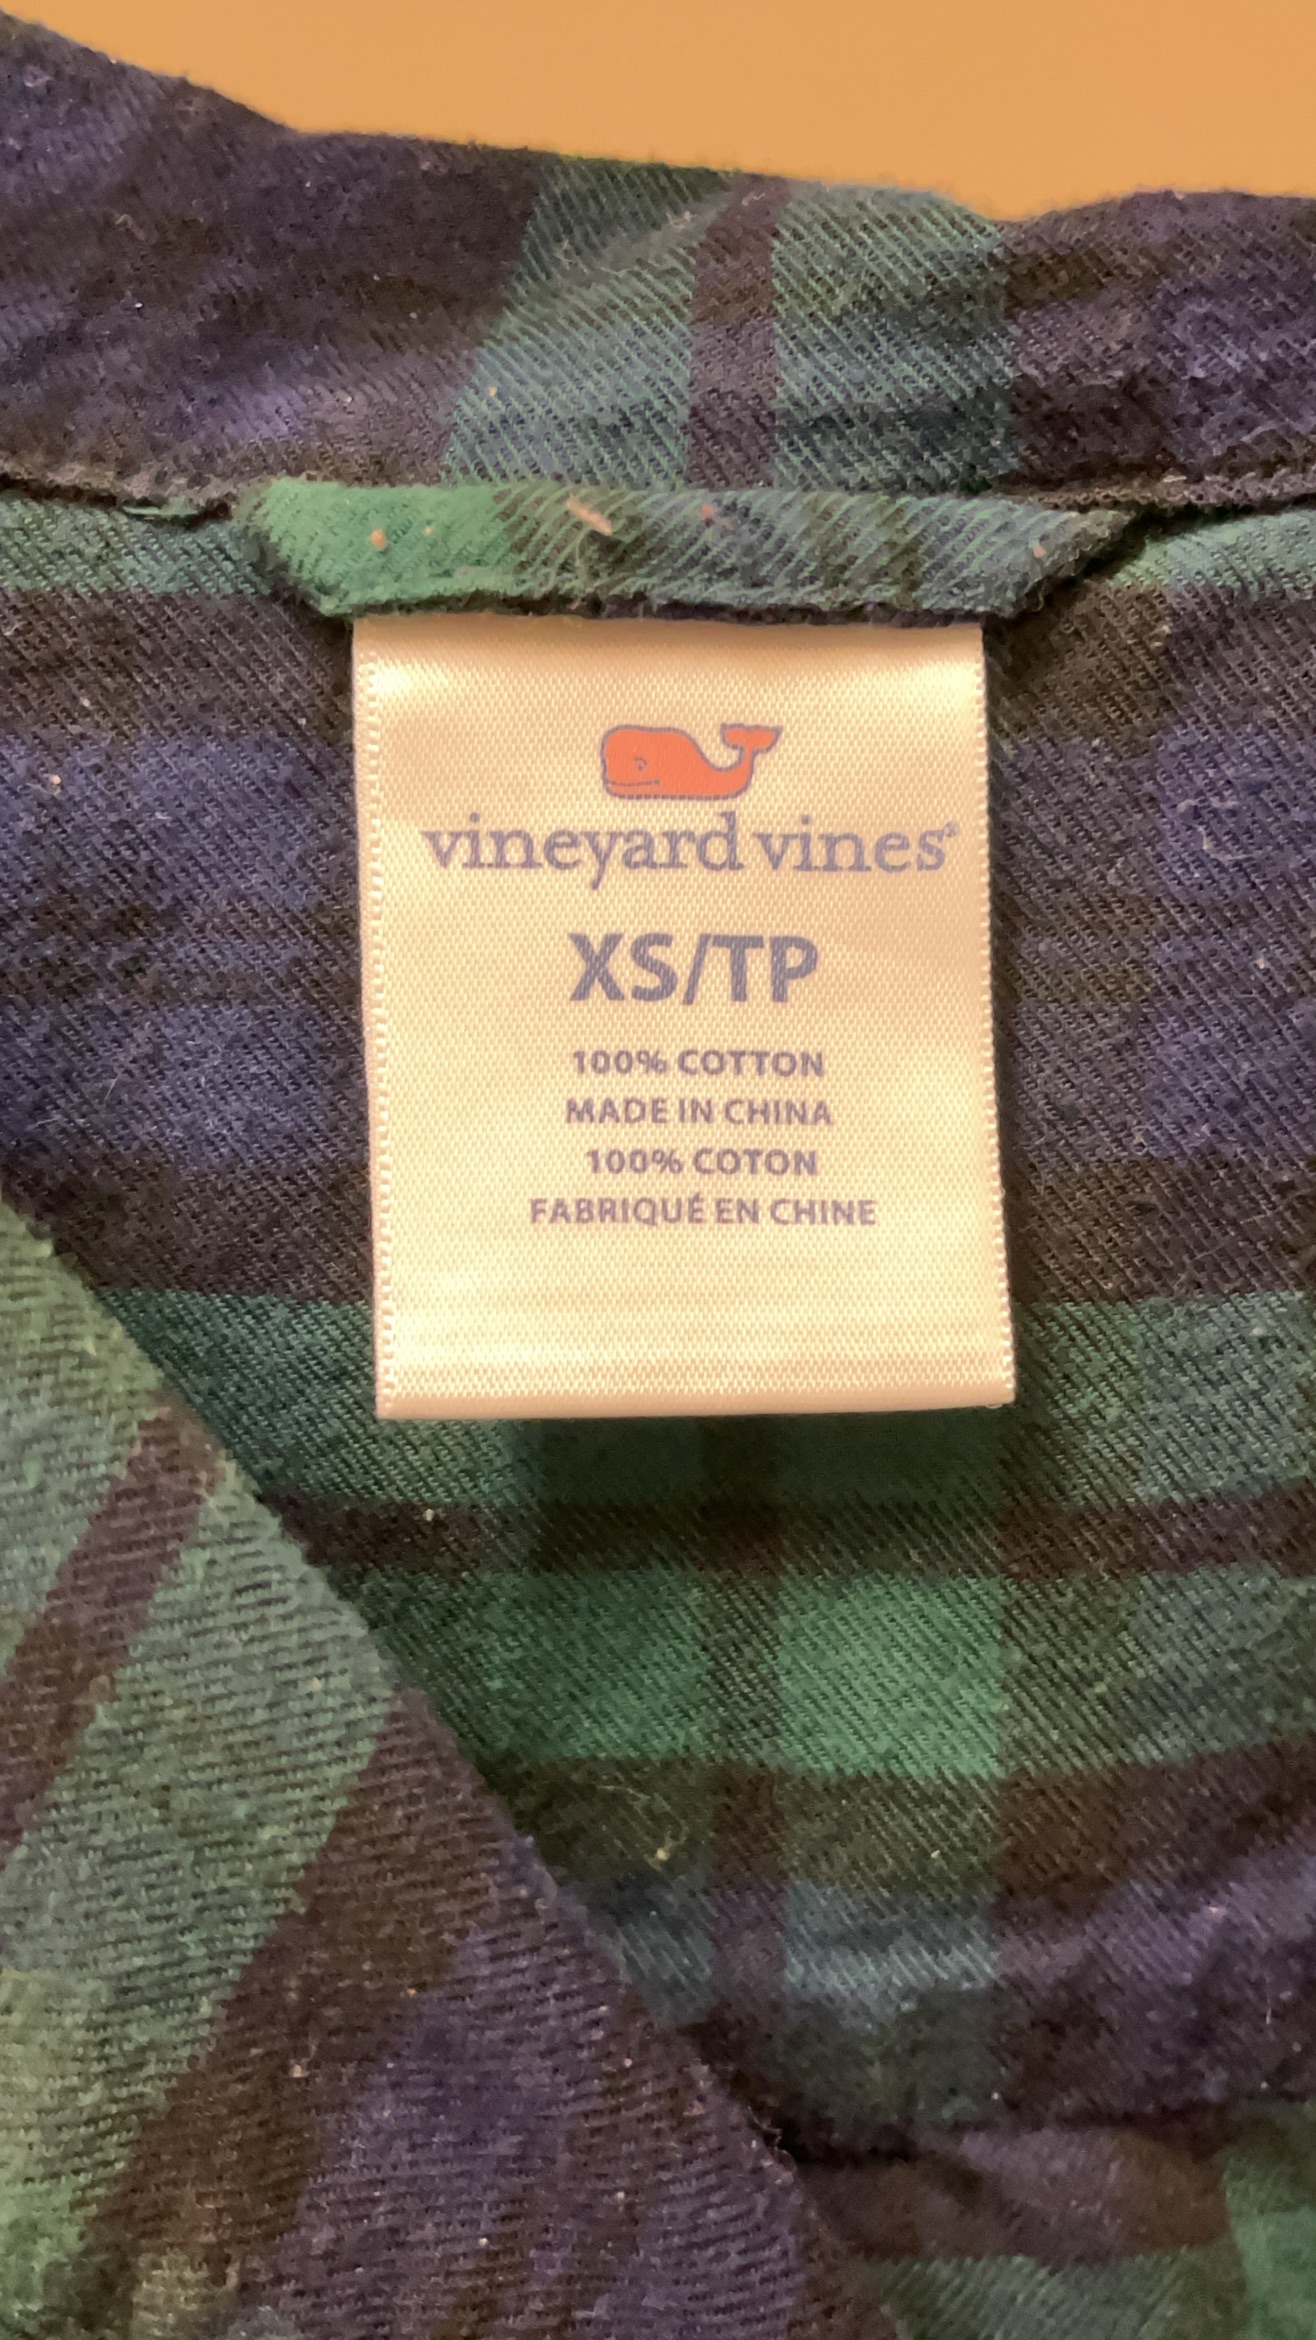 vineyard vines®
XS/TP
100% COTTON
MADE IN CHINA
100% COTON
FABRIQUÉ EN CHINE